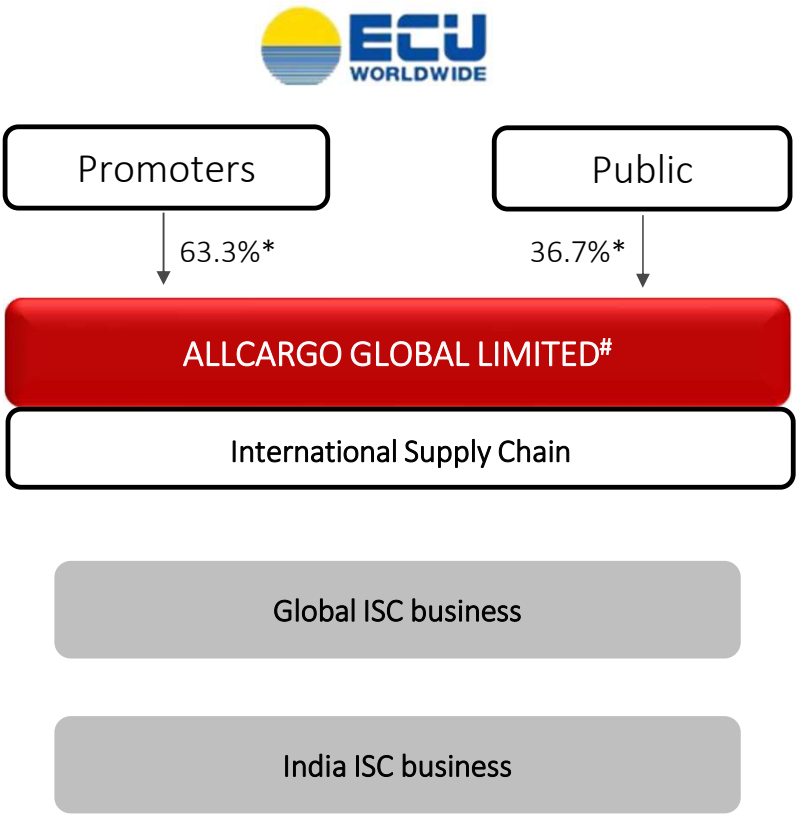 ECU
WORLDWIDE
Promoters
Public
63.3%*
36.7%*
ALLCARGO GLOBAL LIMITED#
International Supply Chain
Global ISC business
India ISC business